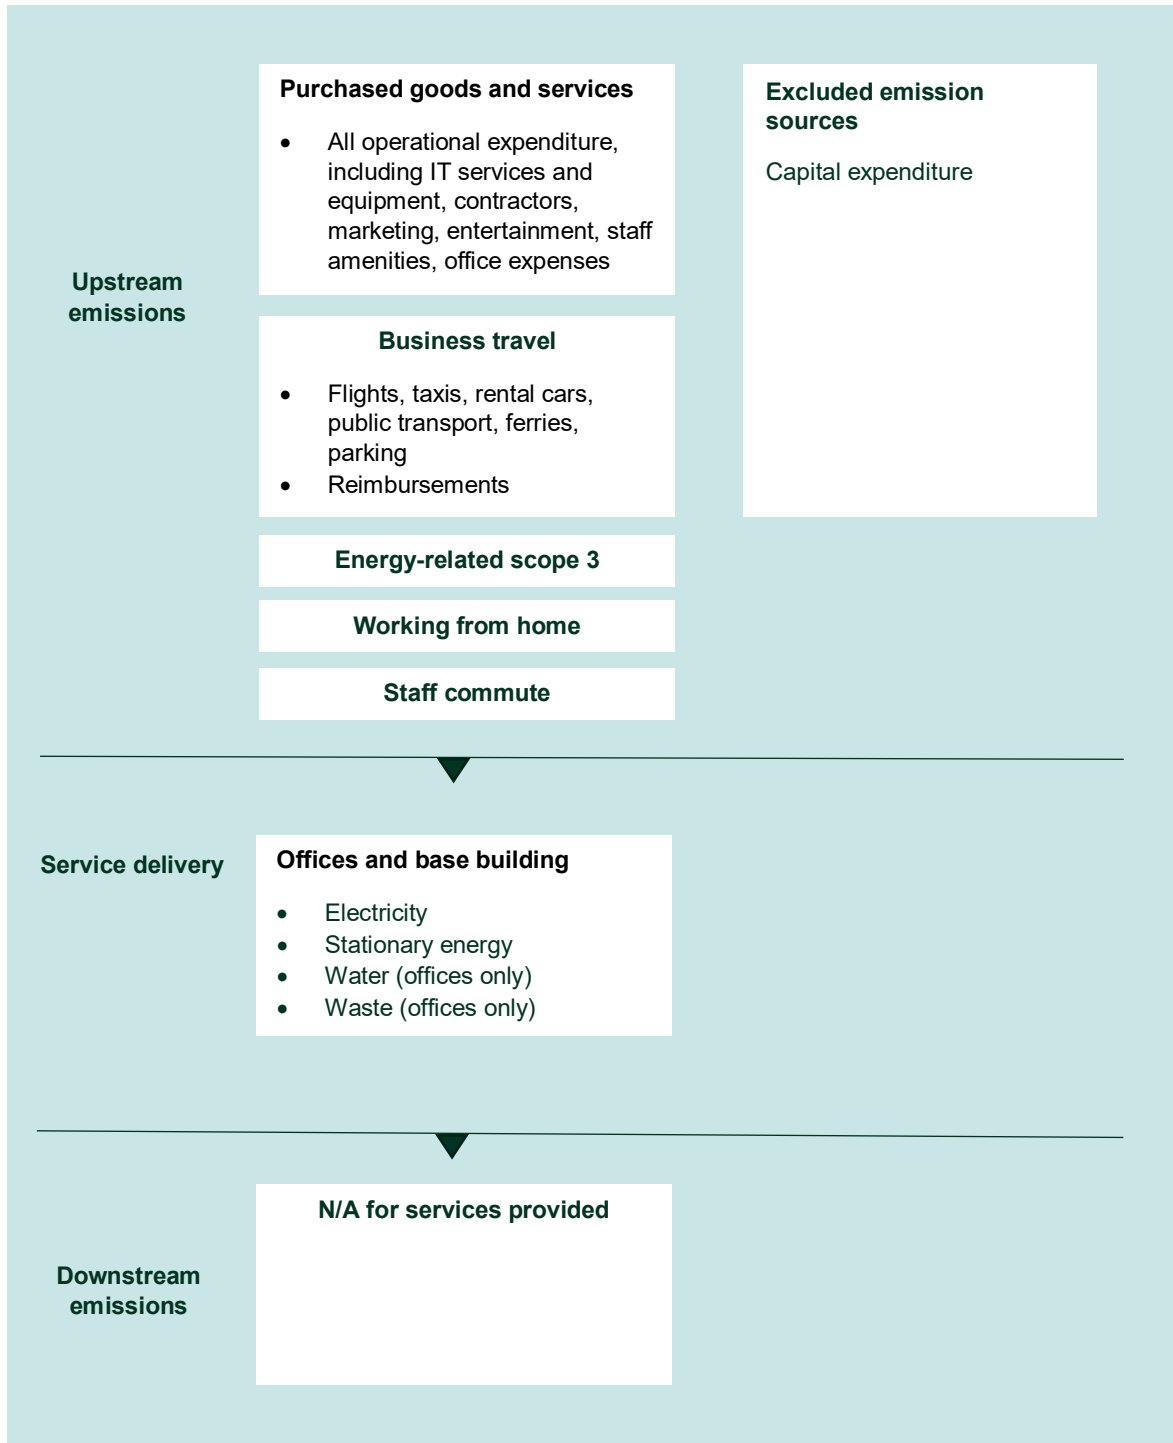 Purchased goods and services
• All operational expenditure,
including IT services and
equipment, contractors,
marketing, entertainment, staff
amenities, office expenses
Excluded emission
sources
Capital expenditure
Upstream
emissions
Business travel
• Flights, taxis, rental cars,
public transport, ferries,
parking
• Reimbursements
Energy-related scope 3
Working from home
Staff commute
Service delivery
Offices and base building
• Electricity
• Stationary energy
• Water (offices only)
• Waste (offices only)
N/A for services provided
Downstream
emissions